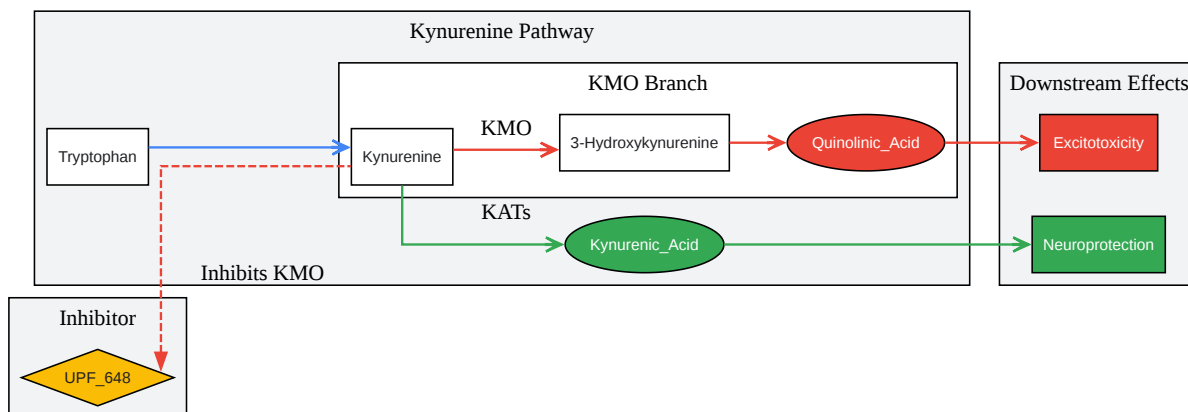 Kynurenine Pathway
KMO Branch
Downstream Effects
Tryptophan
Kynurenine
KMO
3-Hydroxykynurenine
Quinolinic_Acid
Excitotoxicity
KATs
Kynurenic_Acid
Neuroprotection
Inhibits KMO
Inhibitor
UPF_648